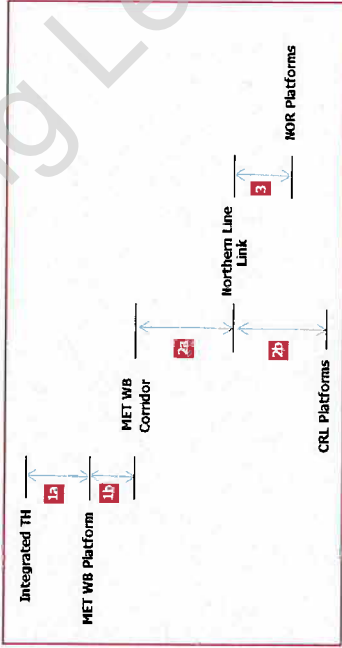 Integrated TH
1a
MET WB Platform
1b
MET WB
Corridor
2a
Northern Line
Link
2b
3
CRL Platforms
NOR Platforms